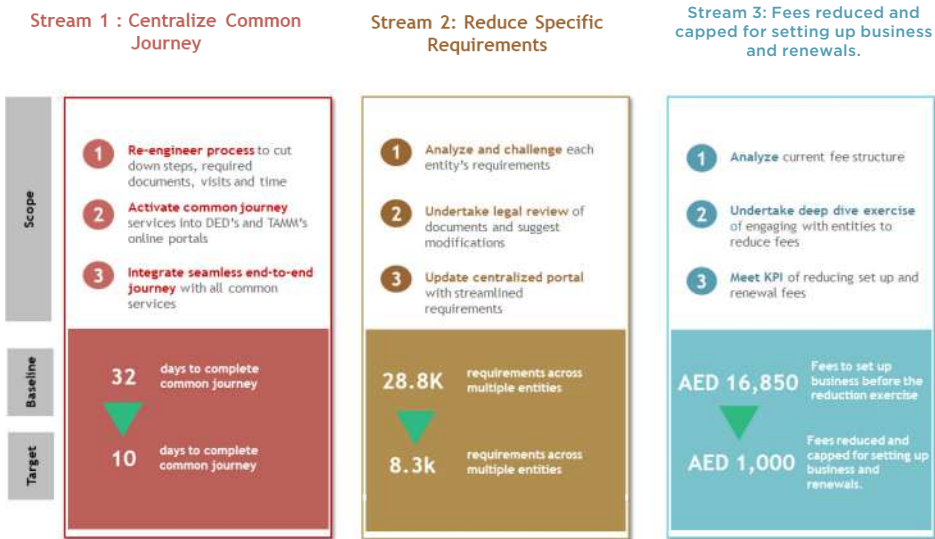 Stream 1 : Centralize Common
Journey
Stream 2: Reduce Specific
Requirements
Stream 3: Fees reduced and
capped for setting up business
and renewals.
Scope
1
Re-engineer process to cut
down steps, required
documents, visits and time
2
Activate common journey
services into DED's and TAMM's
online portals
3
Integrate seamless end-to-end
journey with all common
services
1
Analyze and challenge each
entity's requirements
2
Undertake legal review of
documents and suggest
modifications
3
Update centralized portal
with streamlined
requirements
1
Analyze current fee structure
2
Undertake deep dive exercise
of engaging with entities to
reduce fees
3
Meet KPI of reducing set up and
renewal fees
Baseline
32
days to complete
common journey
28.8K
requirements across
multiple entities
AED 16,850
Fees to set up
business before the
reduction exercise
Target
10
days to complete
common journey
8.3k
requirements across
multiple entities
AED 1,000
Fees reduced and
capped for setting up
business and
renewals.